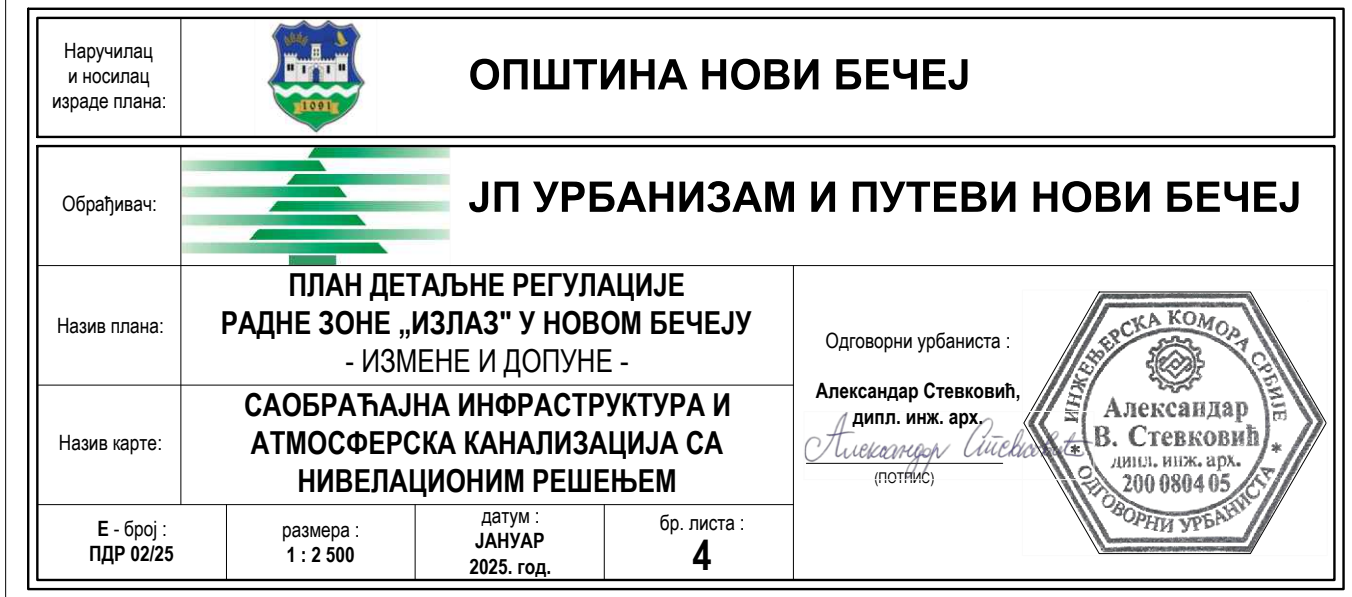 Наручилац
и носилац
израде плана:
1091
ОПШТИНА НОВИ БЕЧЕЈ
Обрађивач:
ЈП УРБАНИЗАМ И ПУТЕВИ НОВИ БЕЧЕЈ
Назив плана:
ПЛАН ДЕТАЉНЕ РЕГУЛАЦИЈЕ
РАДНЕ ЗОНЕ „ИЗЛАЗ" У НОВОМ БЕЧЕЈУ
- ИЗМЕНЕ И ДОПУНЕ -
Назив карте:
САОБРАЋАЈНА ИНФРАСТРУКТУРА И
АТМОСФЕРСКА КАНАЛИЗАЦИЈА СА
НИВЕЛАЦИОНИМ РЕШЕЊЕМ
Е - број :
ПДР 02/25
размера :
1 : 2 500
датум :
ЈАНУАР
2025. год.
бр. листа :
4
Одговорни урбаниста :
Александар Стевковић,
дипл. инж. арх.
Александар Стевковић
(ПОТПИС)
ИНЖЕЊЕРСКА КОМОРА СРБИЈЕ
Александар
В. Стевковић
дипл. инж. арх.
200 0804 05
* ОДГОВОРНИ УРБАНИСТА *